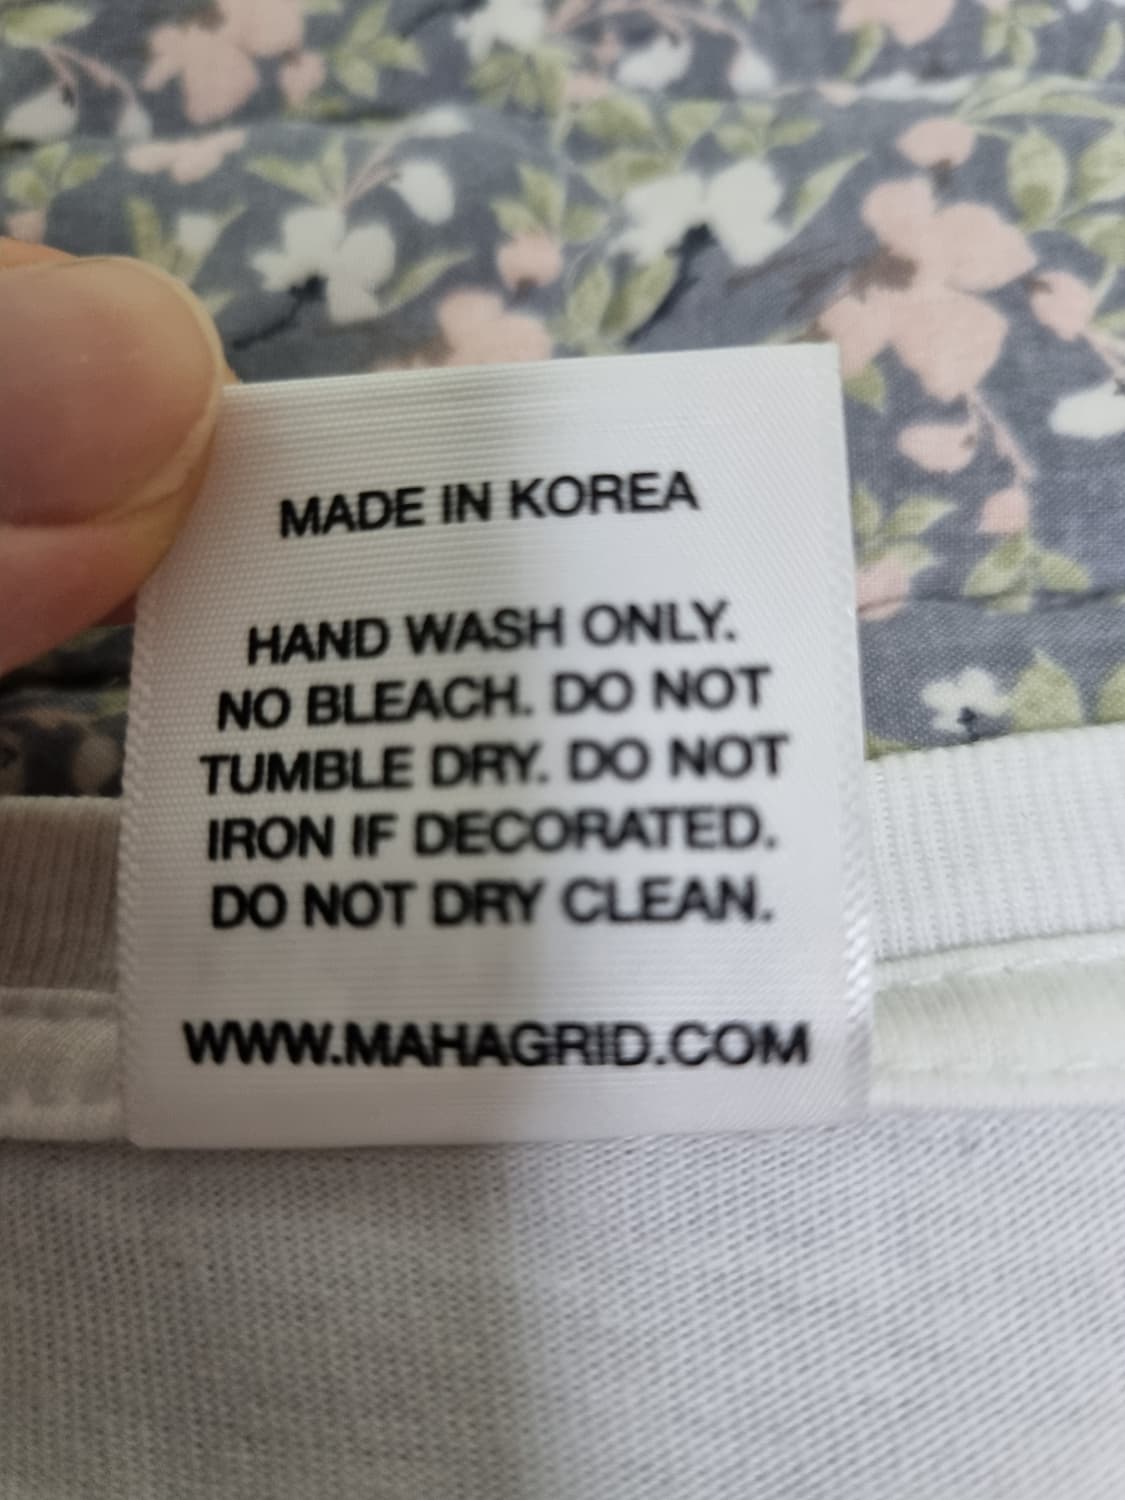 MADE IN KOREA
HAND WASH ONLY.
NO BLEACH. DO NOT
TUMBLE DRY. DO NOT
IRON IF DECORATED.
DO NOT DRY CLEAN.
WWW.MAHAGRID.COM